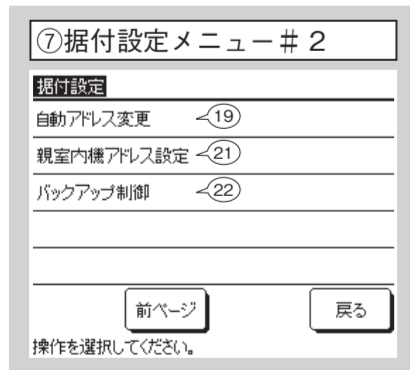 ⑦据付設定メニュー＃２
据付設定
自動アドレス変更 ⑲
親室内機アドレス設定 ㉑
バックアップ制御 ㉒
前ページ 戻る
操作を選択してください。